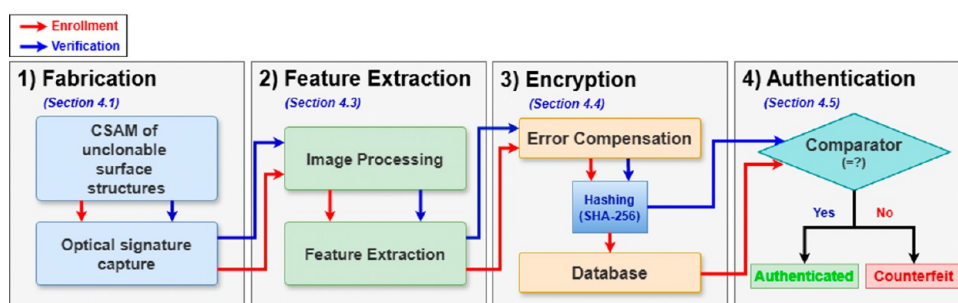 Enrollment
Verification
1) Fabrication
(Section 4.1)
CSAM of
unclonable
surface
structures
Optical signature
capture
2) Feature Extraction
(Section 4.3)
Image Processing
Feature Extraction
3) Encryption
(Section 4.4)
Error Compensation
Hashing
(SHA-256)
Database
4) Authentication
(Section 4.5)
Comparator
(=?)
Yes
No
Authenticated
Counterfeit